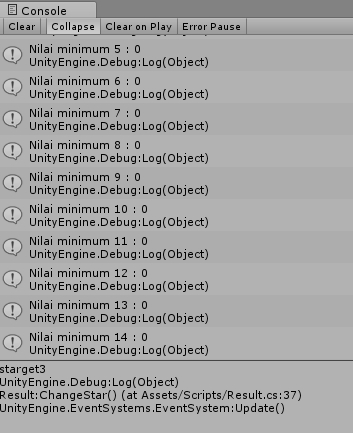 Console
Clear Collapse Clear on Play Error Pause
UnityEngine.Debug:Log(Object)
Nilai minimum 5 : 0
UnityEngine.Debug:Log(Object)
Nilai minimum 6 : 0
UnityEngine.Debug:Log(Object)
Nilai minimum 7 : 0
UnityEngine.Debug:Log(Object)
Nilai minimum 8 : 0
UnityEngine.Debug:Log(Object)
Nilai minimum 9 : 0
UnityEngine.Debug:Log(Object)
Nilai minimum 10 : 0
UnityEngine.Debug:Log(Object)
Nilai minimum 11 : 0
UnityEngine.Debug:Log(Object)
Nilai minimum 12 : 0
UnityEngine.Debug:Log(Object)
Nilai minimum 13 : 0
UnityEngine.Debug:Log(Object)
Nilai minimum 14 : 0
UnityEngine.Debug:Log(Object)
starget3
UnityEngine.Debug:Log(Object)
Result:ChangeStar() (at Assets/Scripts/Result.cs:37)
UnityEngine.EventSystems.EventSystem:Update()